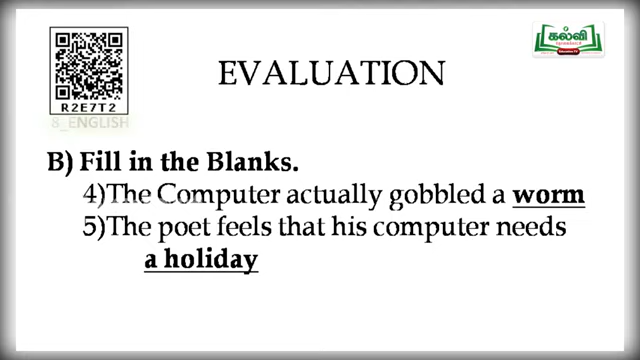 கல்வி
EVALUATION
R2E7T2
8_ENGLISH
B) Fill in the Blanks.
4)The Computer actually gobbled a worm
5)The poet feels that his computer needs
a holiday